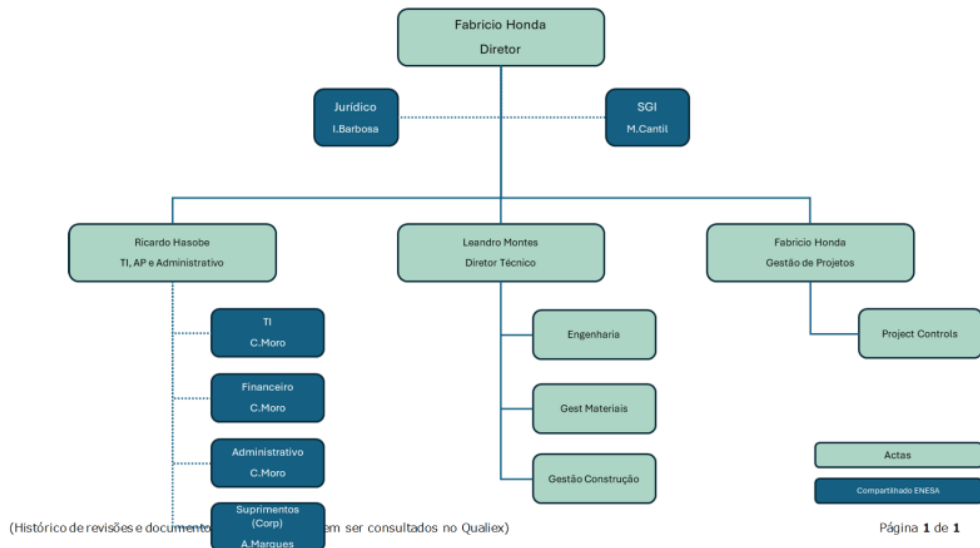 Fabricio Honda
Diretor
Jurídico
I.Barbosa
SGI
M.Cantil
Ricardo Hasobe
TI, AP e Administrativo
Leandro Montes
Diretor Técnico
Fabricio Honda
Gestão de Projetos
TI
C.Moro
Engenharia
Project Controls
Financeiro
C.Moro
Gest Materiais
Administrativo
C.Moro
Gestão Construção
Actas
Compartilhado ENESA
Suprimentos
(Corp)
A.Marques
(Histórico de revisões e documento em ser consultados no Qualiex)
Página 1 de 1